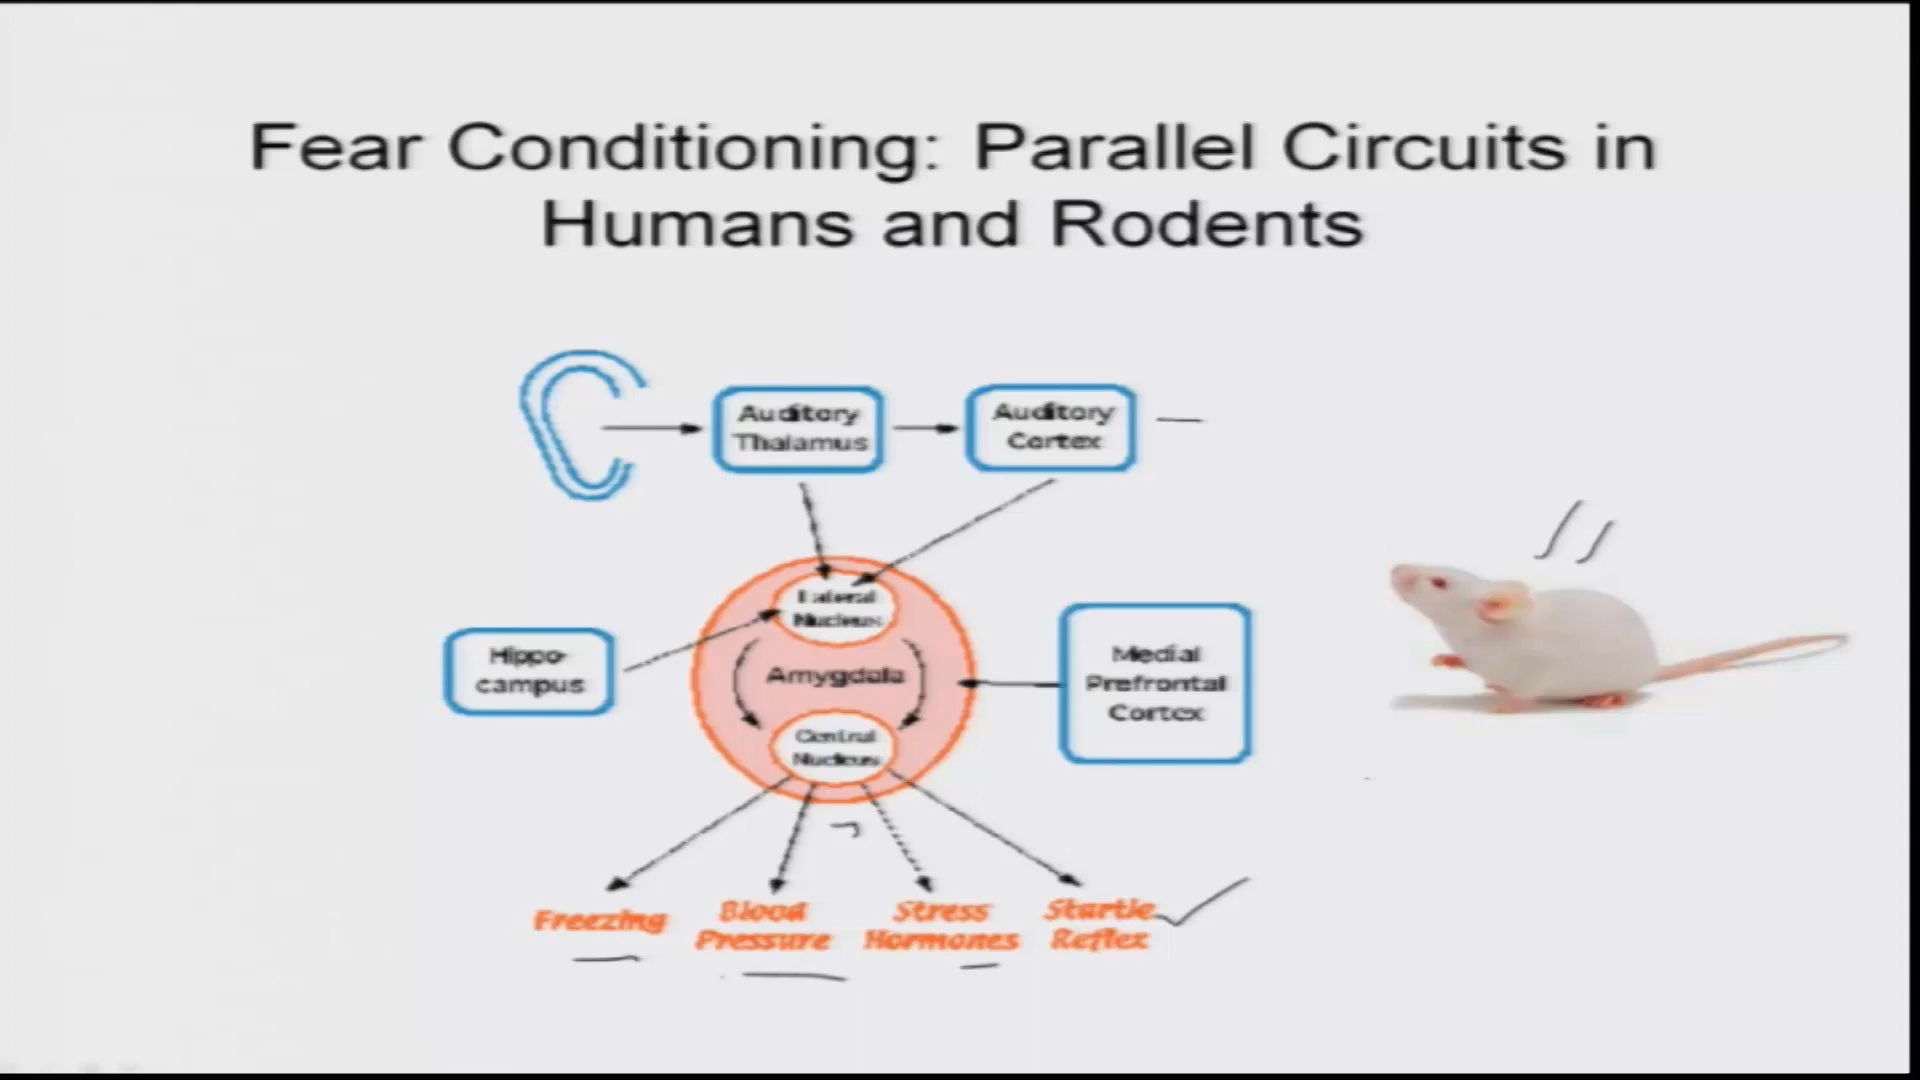 Fear Conditioning: Parallel Circuits in
Humans and Rodents
Auditory
Thalamus
Auditory
Cortex
Lateral
Nucleus
Hippo-
campus
Amygdala
Medial
Prefrontal
Cortex
Central
Nucleus
Freezing
Blood
Pressure
Stress
Hormones
Startle
Reflex